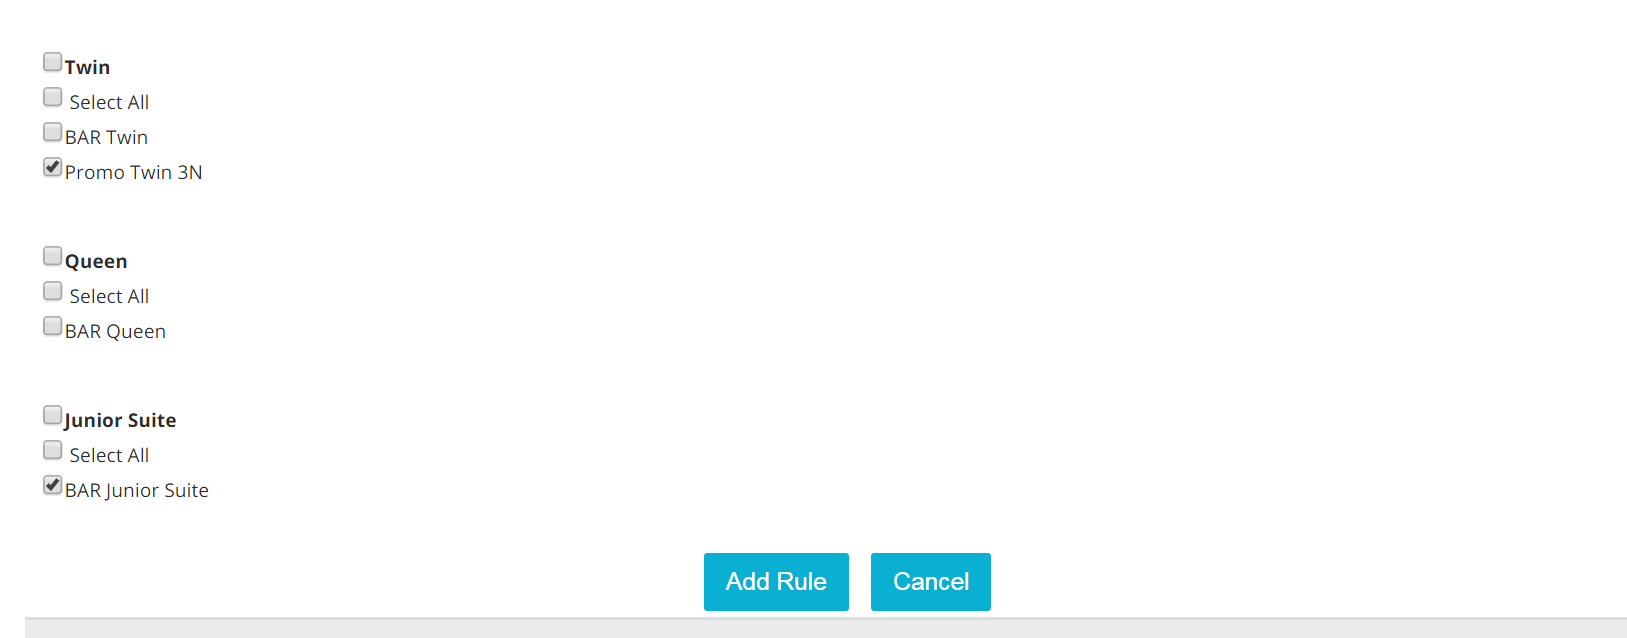 Twin
Select All
BAR Twin
Promo Twin 3N
Queen
Select All
BAR Queen
Junior Suite
Select All
BAR Junior Suite
Add Rule Cancel